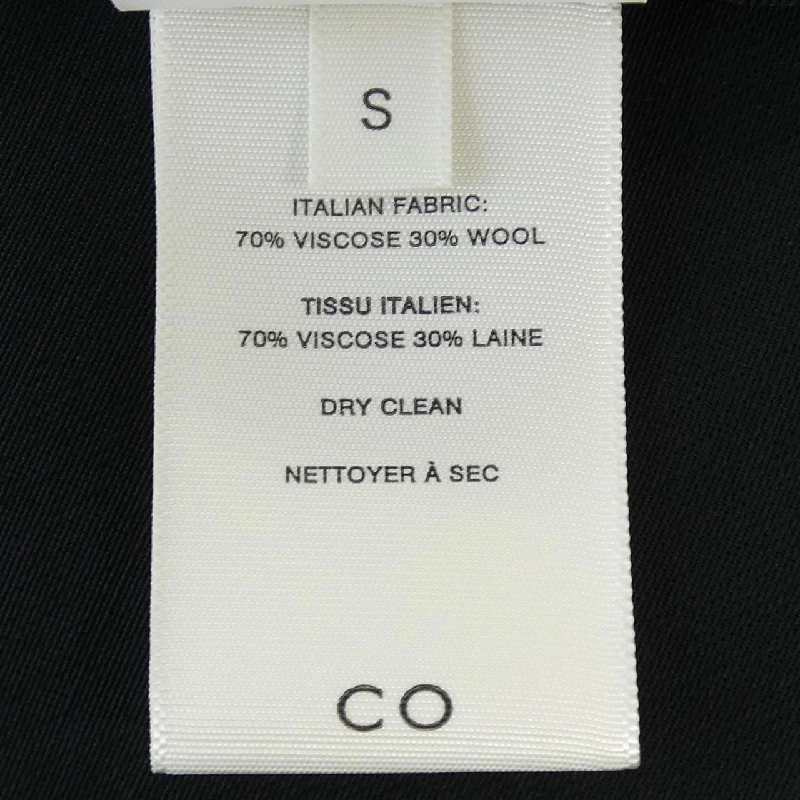 S
ITALIAN FABRIC:
70% VISCOSE 30% WOOL
TISSU ITALIEN:
70% VISCOSE 30% LAINE
DRY CLEAN
NETTOYER À SEC
CO